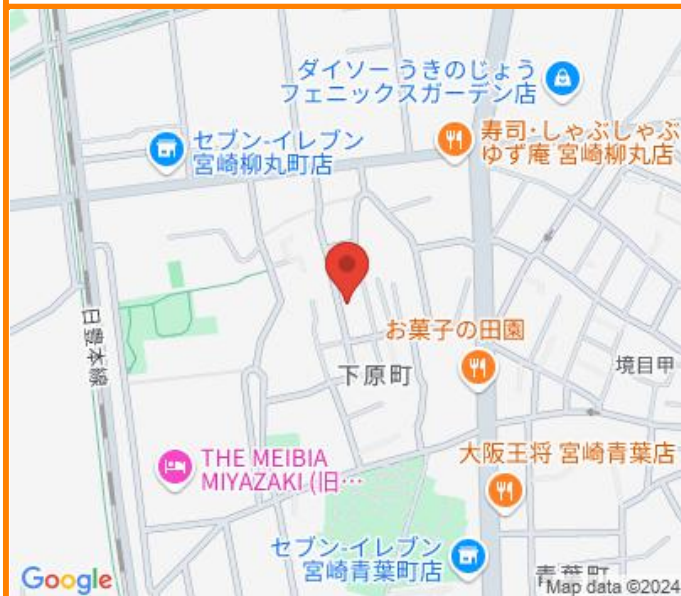 ダイソー うきのじょう
フェニックスガーデン店
セブン-イレブン
宮崎柳丸町店
寿司・しゃぶしゃぶ
ゆず庵 宮崎柳丸店
日豊本線
お菓子の田園
境目甲
下原町
THE MEIBIA
MIYAZAKI (旧…
大阪王将 宮崎青葉店
セブン-イレブン
宮崎青葉町店
青葉町
Google
Map data ©2024